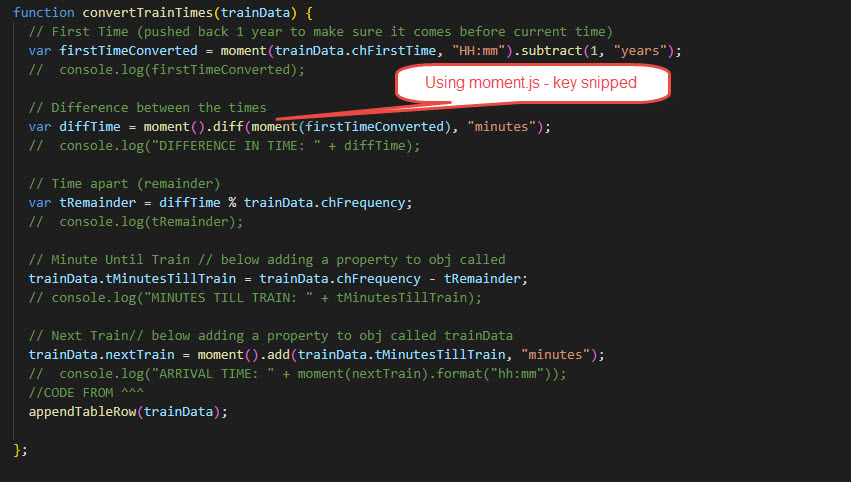 function convertTrainTimes(trainData) {
// First Time (pushed back 1 year to make sure it comes before current time)
var firstTimeConverted = moment(trainData.chFirstTime, "HH:mm").subtract(1, "years");
//  console.log(firstTimeConverted);
Using moment.js - key snipped
// Difference between the times
var diffTime = moment().diff(moment(firstTimeConverted), "minutes");
//  console.log("DIFFERENCE IN TIME: " + diffTime);
// Time apart (remainder)
var tRemainder = diffTime % trainData.chFrequency;
//  console.log(tRemainder);
// Minute Until Train // below adding a property to obj called
trainData.tMinutesTillTrain = trainData.chFrequency - tRemainder;
// console.log("MINUTES TILL TRAIN: " + tMinutesTillTrain);
// Next Train// below adding a property to obj called trainData
trainData.nextTrain = moment().add(trainData.tMinutesTillTrain, "minutes");
//  console.log("ARRIVAL TIME: " + moment(nextTrain).format("hh:mm"));
//CODE FROM ^^^
appendTableRow(trainData);
};